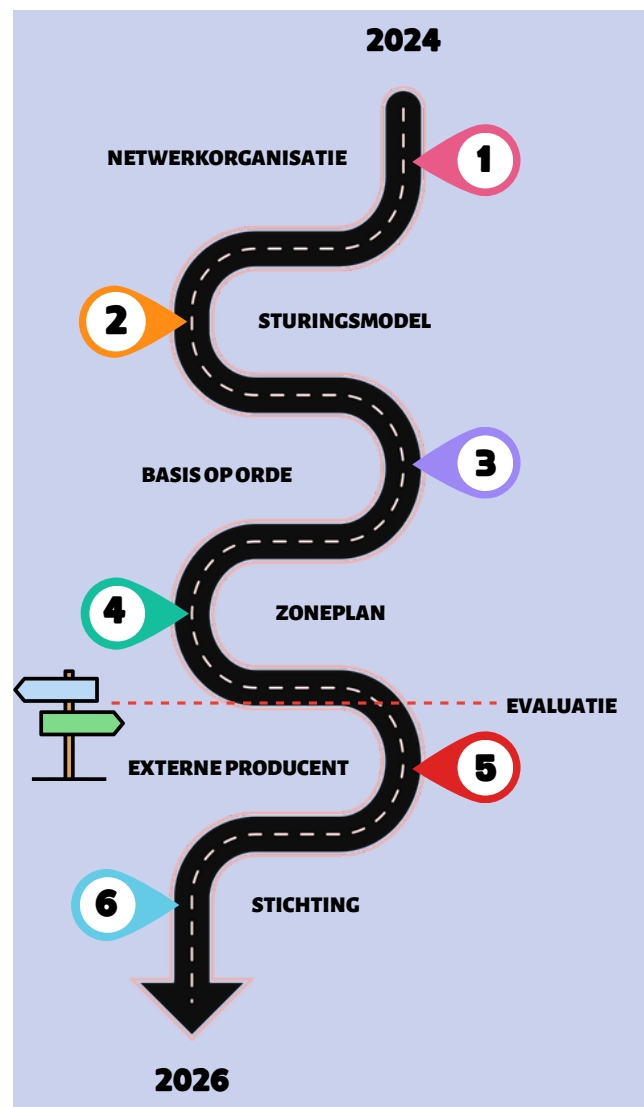 2024
NETWERKORGANISATIE
1
2
STURINGSMODEL
BASIS OP ORDE
3
4
ZONEPLAN
EVALUATIE
EXTERNE PRODUCENT
5
6
STICHTING
2026